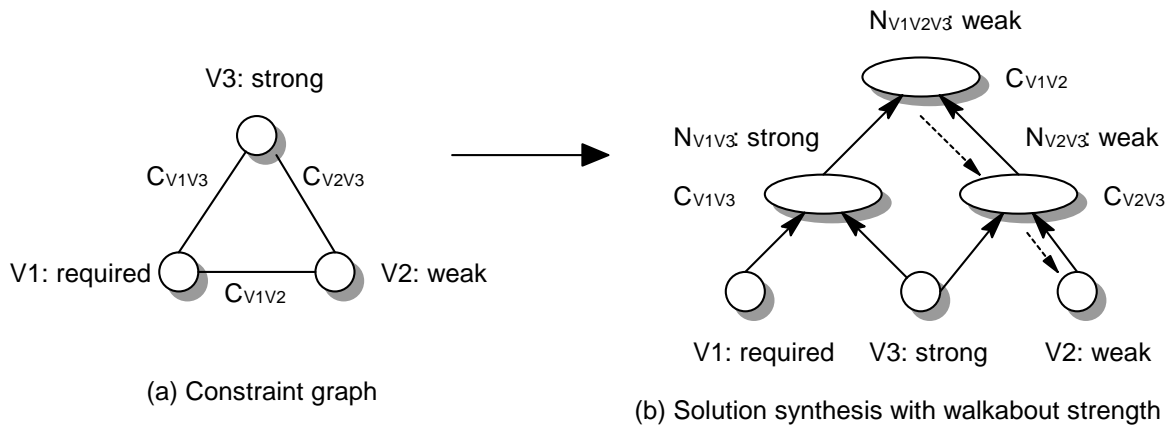 V3: strong
CV1V3
CV2V3
V1: required
V2: weak
CV1V2
(a) Constraint graph
NV1V2V3: weak
CV1V2
NV1V3: strong
NV2V3: weak
CV1V3
CV2V3
V1: required
V3: strong
V2: weak
(b) Solution synthesis with walkabout strength